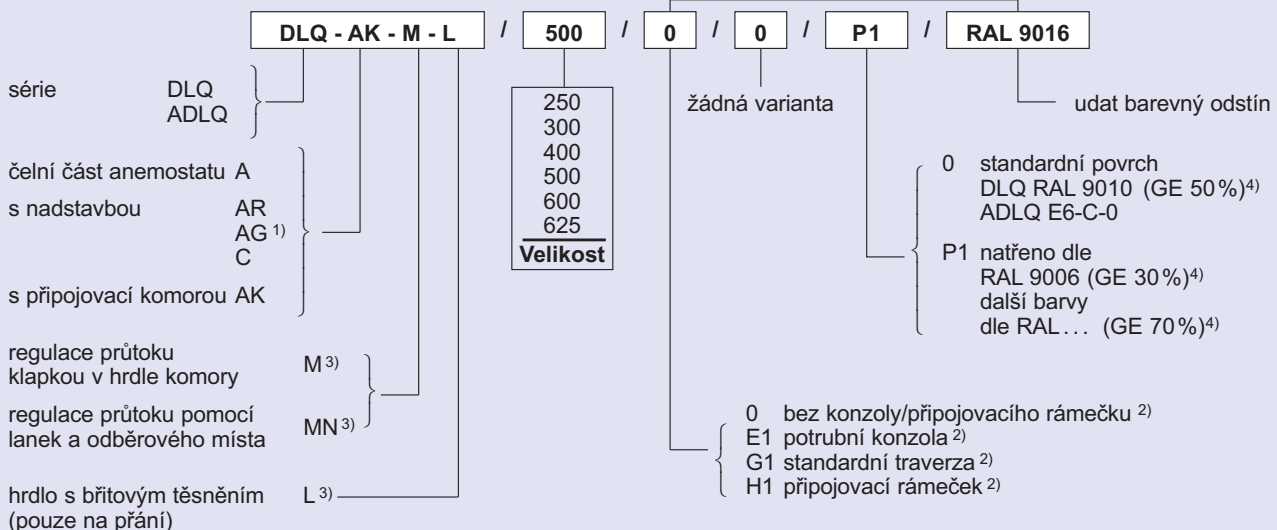 DLQ - AK - M - L / 500 / 0 / 0 / P1 / RAL 9016
série DLQ
ADLQ
čelní část anemostatu A
s nadstavbou AR
AG 1)
C
s připojovací komorou AK
regulace průtoku
klapkou v hrdle komory M 3)
regulace průtoku pomocí
lanek a odběrového místa MN 3)
hrdlo s břitovým těsněním L 3)
(pouze na přání)
250
300
400
500
600
625
Velikost
žádná varianta
udat barevný odstín
0 standardní povrch
DLQ RAL 9010 (GE 50 %) 4)
ADLQ E6-C-0
P1 natřeno dle
RAL 9006 (GE 30 %) 4)
další barvy
dle RAL... (GE 70 %) 4)
0 bez konzoly/připojovacího rámečku 2)
E1 potrubní konzola 2)
G1 standardní traverza 2)
H1 připojovací rámeček 2)